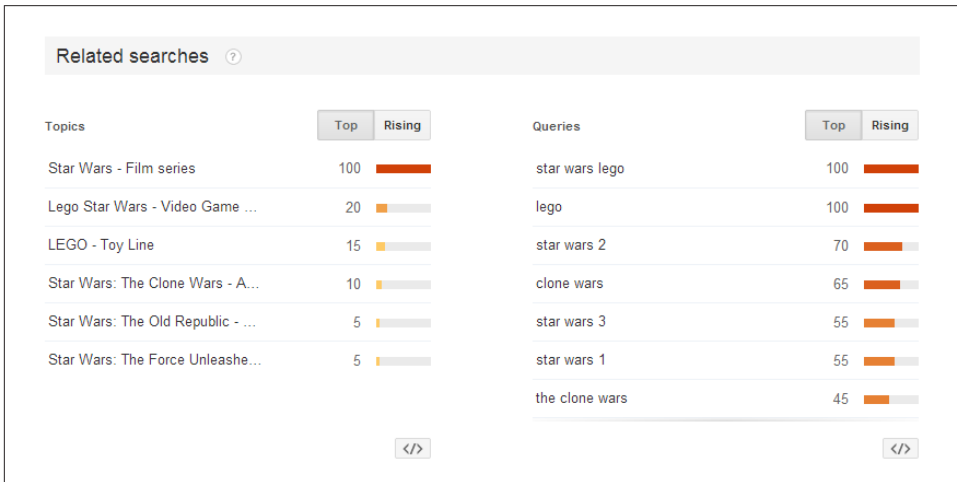 Related searches ?
Topics Top Rising
Star Wars - Film series 100
Lego Star Wars - Video Game ... 20
LEGO - Toy Line 15
Star Wars: The Clone Wars - A... 10
Star Wars: The Old Republic - ... 5
Star Wars: The Force Unleashe... 5
</>
Queries Top Rising
star wars lego 100
lego 100
star wars 2 70
clone wars 65
star wars 3 55
star wars 1 55
the clone wars 45
</>